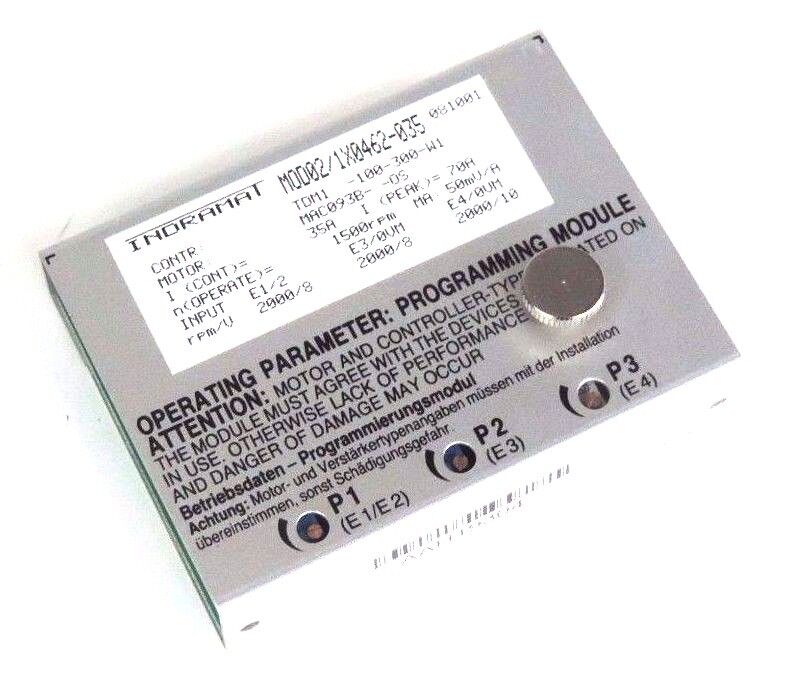 INDRAMAT MOD02/1X0462-035 081001
CONTR: TDM1 -100-300-W1
MOTOR: MAC093B- -DS
I (CONT)= 35A I (PEAK)= 70A
n(OPERATE)= 1500rpm MA 50mV/A
INPUT E1/2 E3/0VM E4/0VM
rpm/V 2000/8 2000/8 2000/10
OPERATING PARAMETER: PROGRAMMING MODULE
ATTENTION: MOTOR AND CONTROLLER-TYPE ON
THE MODULE MUST AGREE WITH THE DEVICES
IN USE, OTHERWISE LACK OF PERFORMANCE
AND DANGER OF DAMAGE MAY OCCUR
Betriebsdaten – Programmierungsmodul
Achtung: Motor- und Verstärkertypenangaben müssen mit der Installation
übereinstimmen, sonst Schädigungsgefahr.
P1
(E1/E2)
P2
(E3)
P3
(E4)